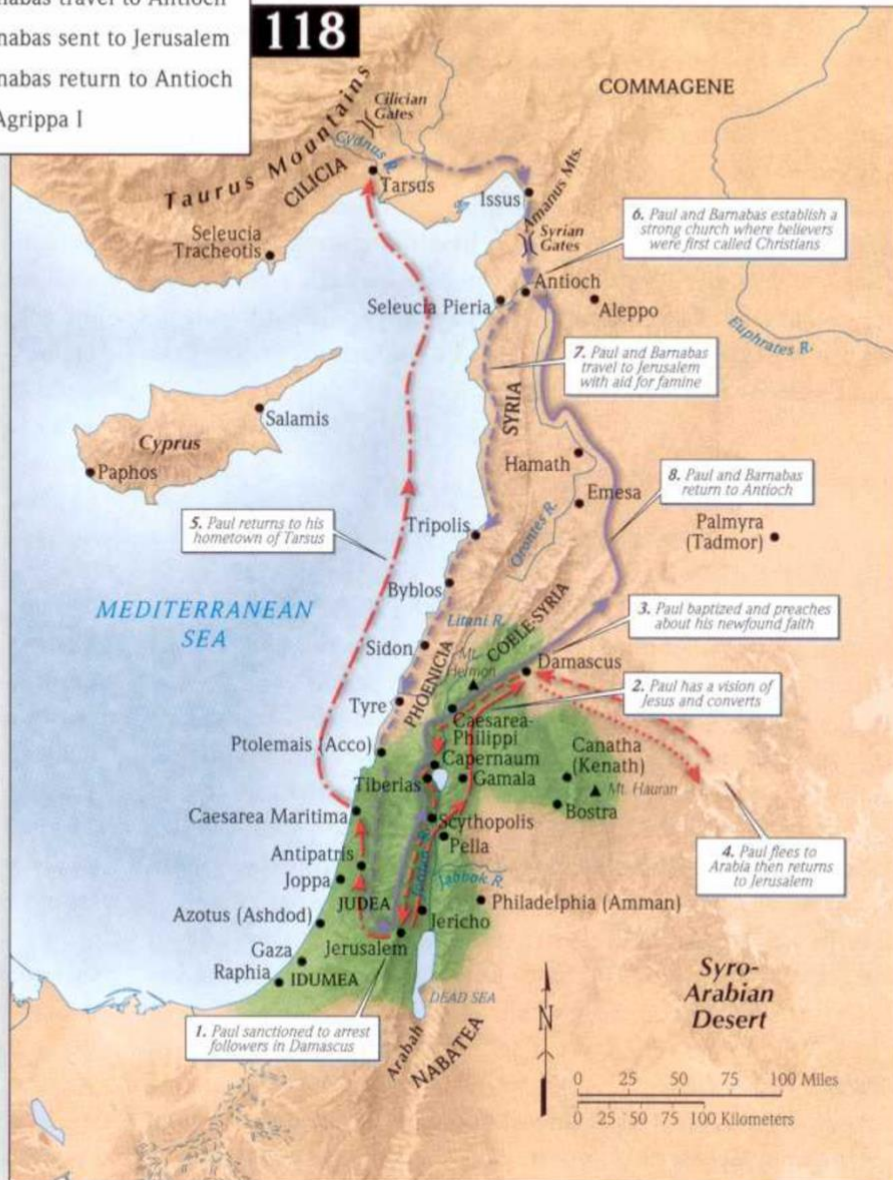 nabas travel to Antioch
nabas sent to Jerusalem
nabas return to Antioch
Agrippa I
118
COMMAGENE
Cilician
Gates
Taurus Mountains
Cydnus R.
CILICIA
Tarsus
Issus
Amanus Mts.
Syrian
Gates
6. Paul and Barnabas establish a
strong church where believers
were first called Christians
Seleucia
Tracheotis
Antioch
Seleucia Pieria
Aleppo
Euphrates R.
7. Paul and Barnabas
travel to Jerusalem
with aid for famine
SYRIA
Salamis
Cyprus
Paphos
Hamath
Emesa
8. Paul and Barnabas
return to Antioch
5. Paul returns to his
hometown of Tarsus
Tripolis
Orontes R.
Palmyra
(Tadmor)
Byblos
MEDITERRANEAN
SEA
Litani R.
COELE-SYRIA
3. Paul baptized and preaches
about his newfound faith
Sidon
PHOENICIA
Mt.
Hermon
Damascus
2. Paul has a vision of
Jesus and converts
Tyre
Caesarea-
Philippi
Ptolemais (Acco)
Capernaum
Canatha
(Kenath)
Tiberias
Gamala
Mt. Hauran
Bostra
Caesarea Maritima
Scythopolis
Pella
4. Paul flees to
Arabia then returns
to Jerusalem
Antipatris
Jordan R.
Jabbok R.
Joppa
JUDEA
Philadelphia (Amman)
Azotus (Ashdod)
Jericho
Gaza
Jerusalem
Raphia
IDUMEA
Syro-
Arabian
Desert
DEAD SEA
1. Paul sanctioned to arrest
followers in Damascus
Arabah
NABATEA
N
0 25 50 75 100 Miles
0 25 50 75 100 Kilometers